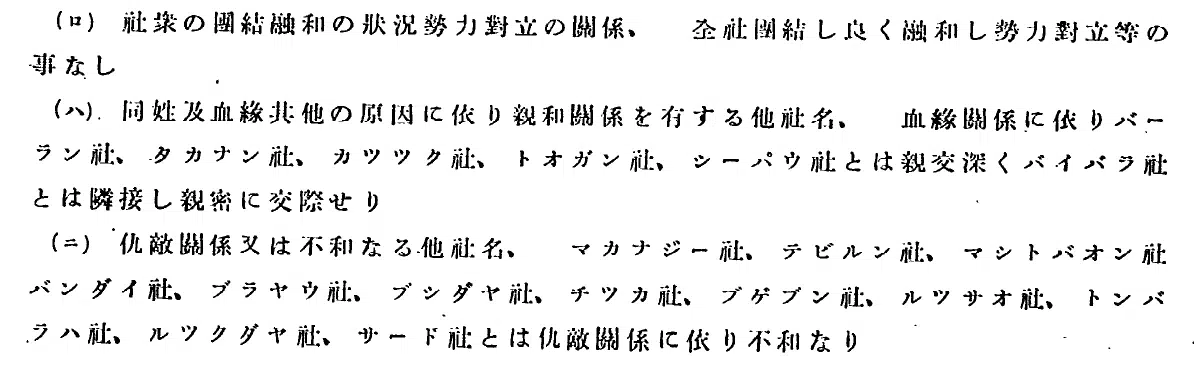 (ロ) 社衆の團結融和の狀況勢力對立の關係、　全社團結し良く融和し勢力對立等の
事なし
(ハ). 同姓及血緣其他の原因に依り親和關係を有する他社名、　血緣關係に依りバー
ラン社、タカナン社、カツツク社、トオガン社、シーパウ社とは親交深くバイバラ社
とは隣接し親密に交際せり
(ニ) 仇敵關係又は不和なる他社名、　マカナジー社、テビルン社、マシトバオン社
バンダイ社、ブラヤウ社、ブシダヤ社、チツカ社、ブゲブン社、ルツサオ社、トンバ
ラハ社、ルツクダヤ社、サード社とは仇敵關係に依り不和なり